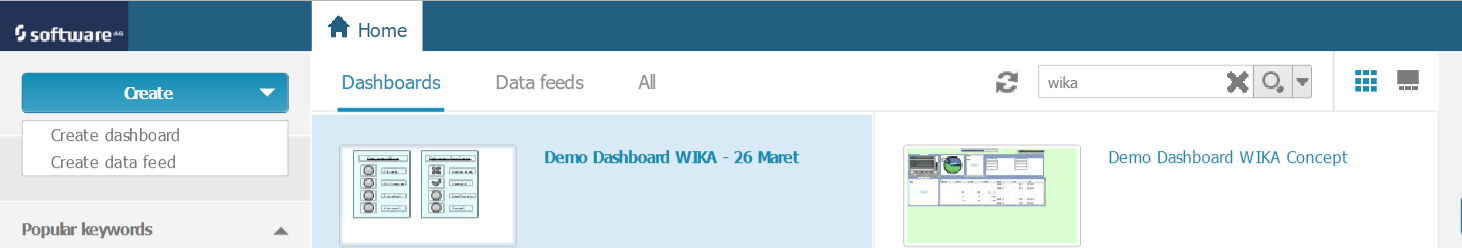 software AG
Home
Create
Create dashboard
Create data feed
Popular keywords
Dashboards
Data feeds
All
wika
Demo Dashboard WIKA - 26 Maret
Demo Dashboard WIKA Concept